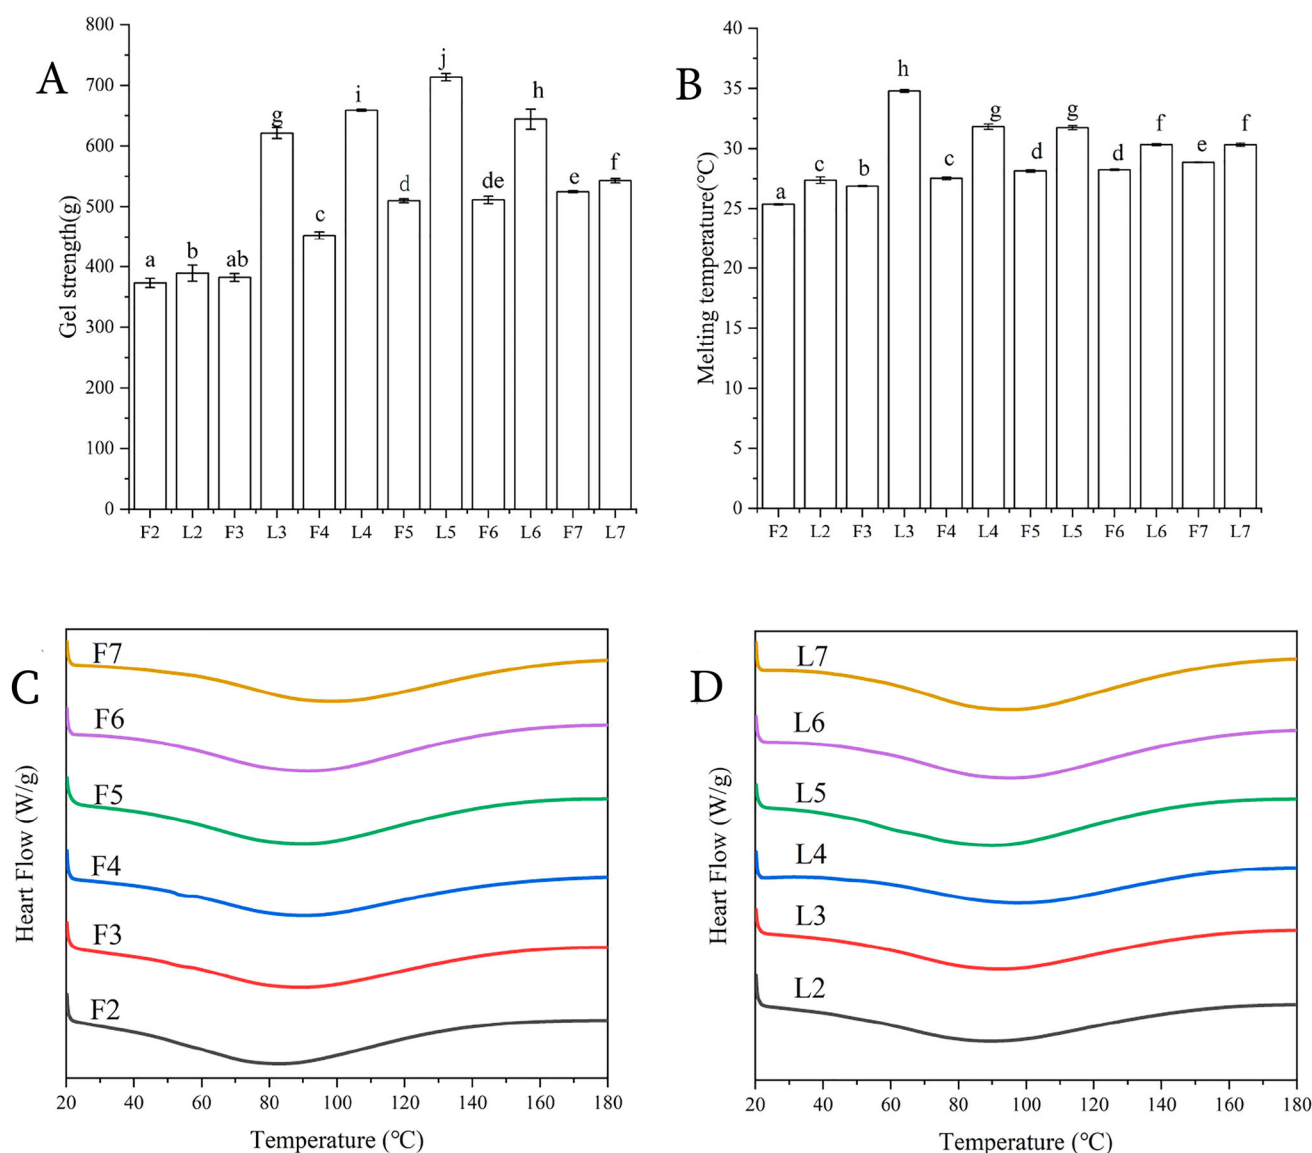 A
Gel strength(g)
800
700
600
500
400
300
200
100
0
a
b
ab
g
c
i
d
j
de
h
e
f
F2 L2 F3 L3 F4 L4 F5 L5 F6 L6 F7 L7
B
Melting temperature(°C)
40
35
30
25
20
15
10
5
0
a
c
b
h
c
g
d
g
d
f
e
f
F2 L2 F3 L3 F4 L4 F5 L5 F6 L6 F7 L7
C
Heart Flow (W/g)
F7
F6
F5
F4
F3
F2
20 40 60 80 100 120 140 160 180
Temperature (°C)
D
Heart Flow (W/g)
L7
L6
L5
L4
L3
L2
20 40 60 80 100 120 140 160 180
Temperature (°C)